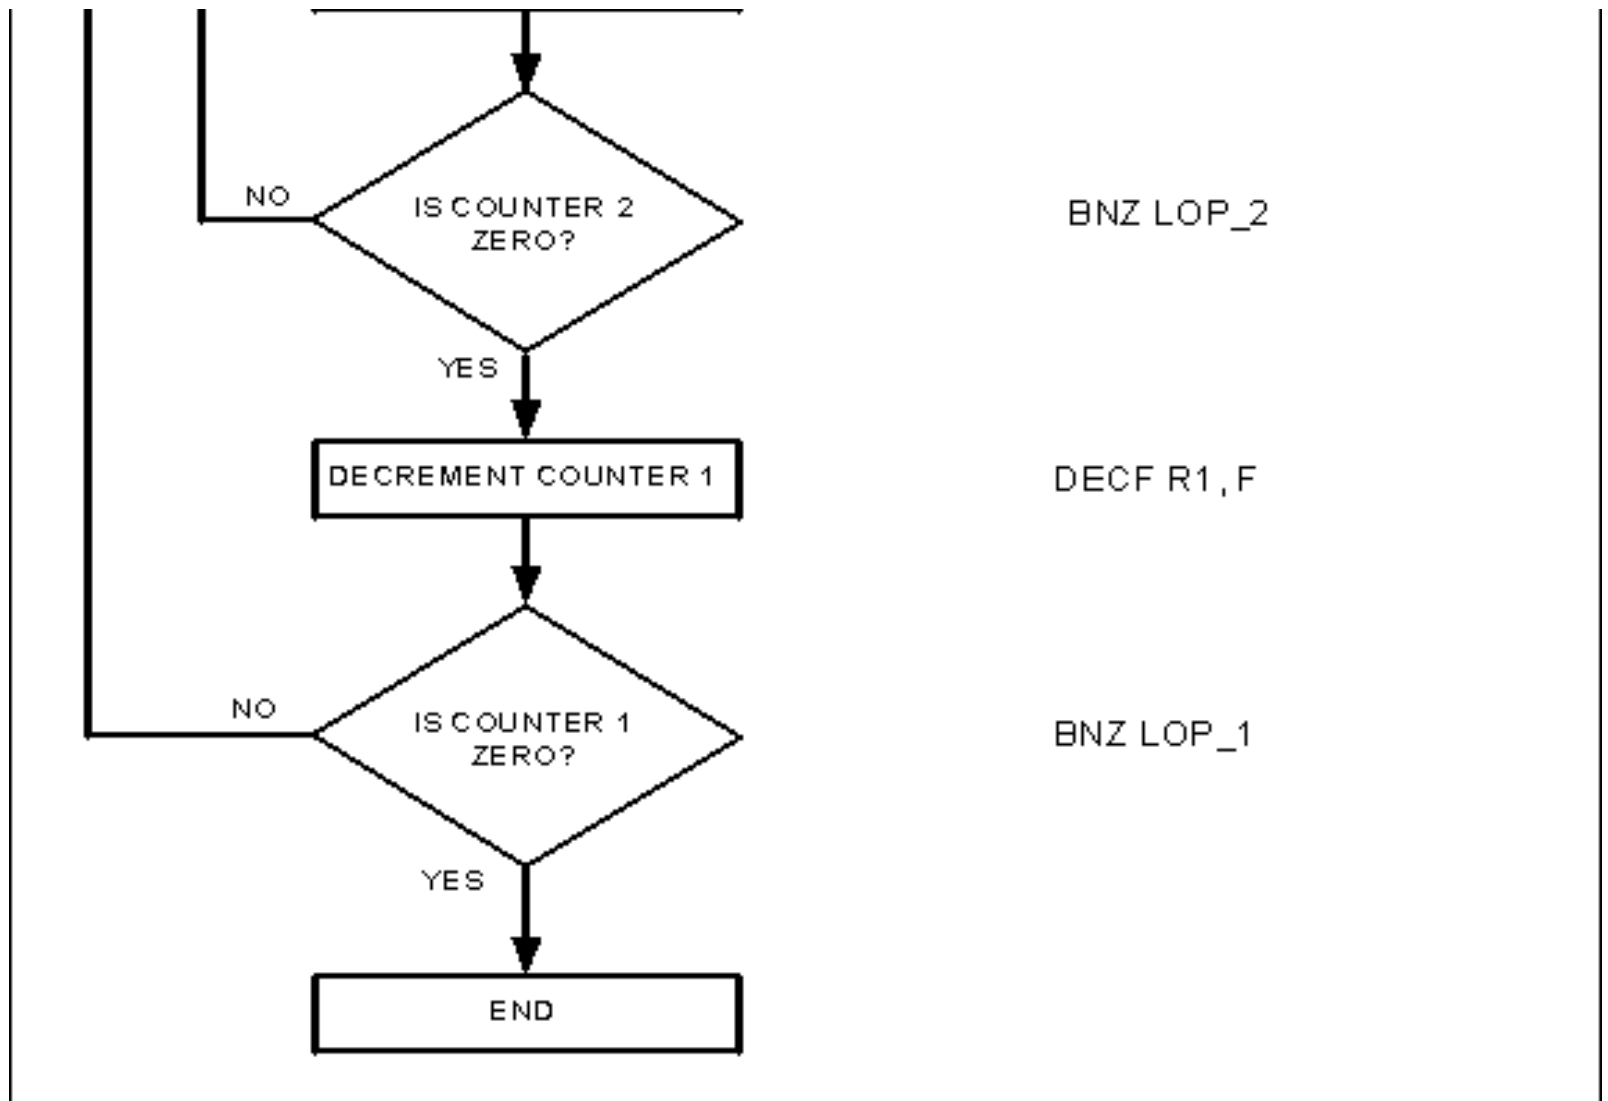 NO
IS COUNTER 2
ZERO?
BNZ LOP_2
YES
DECREMENT COUNTER 1
DECF R1, F
NO
IS COUNTER 1
ZERO?
BNZ LOP_1
YES
END